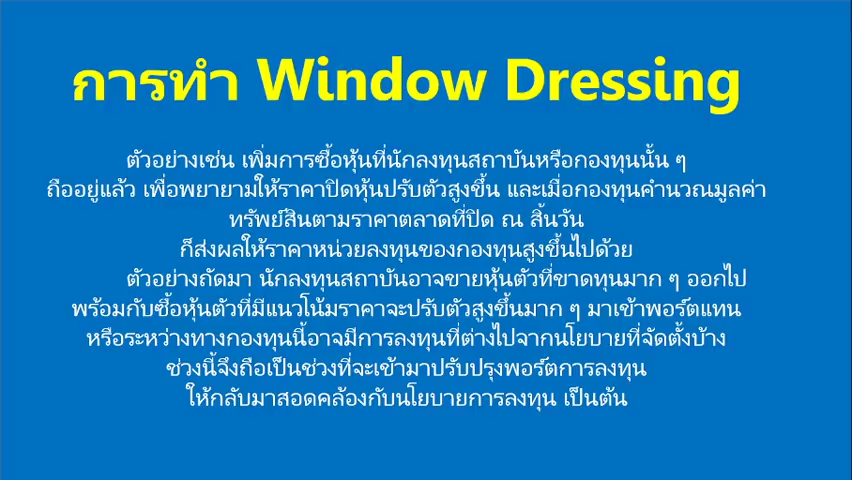 การทำ Window Dressing
ตัวอย่างเช่น เพิ่มการซื้อหุ้นที่นักลงทุนสถาบันหรือกองทุนนั้น ๆ
ถืออยู่แล้ว เพื่อพยายามให้ราคาปิดหุ้นปรับตัวสูงขึ้น และเมื่อกองทุนคำนวณมูลค่า
ทรัพย์สินตามราคาตลาดที่ปิด ณ สิ้นวัน
ก็ส่งผลให้ราคาหน่วยลงทุนของกองทุนสูงขึ้นไปด้วย
ตัวอย่างถัดมา นักลงทุนสถาบันอาจขายหุ้นตัวที่ขาดทุนมาก ๆ ออกไป
พร้อมกับซื้อหุ้นตัวที่มีแนวโน้มราคาจะปรับตัวสูงขึ้นมาก ๆ มาเข้าพอร์ตแทน
หรือระหว่างทางกองทุนนี้อาจมีการลงทุนที่ต่างไปจากนโยบายที่จัดตั้งบ้าง
ช่วงนี้จึงถือเป็นช่วงที่จะเข้ามาปรับปรุงพอร์ตการลงทุน
ให้กลับมาสอดคล้องกับนโยบายการลงทุน เป็นต้น